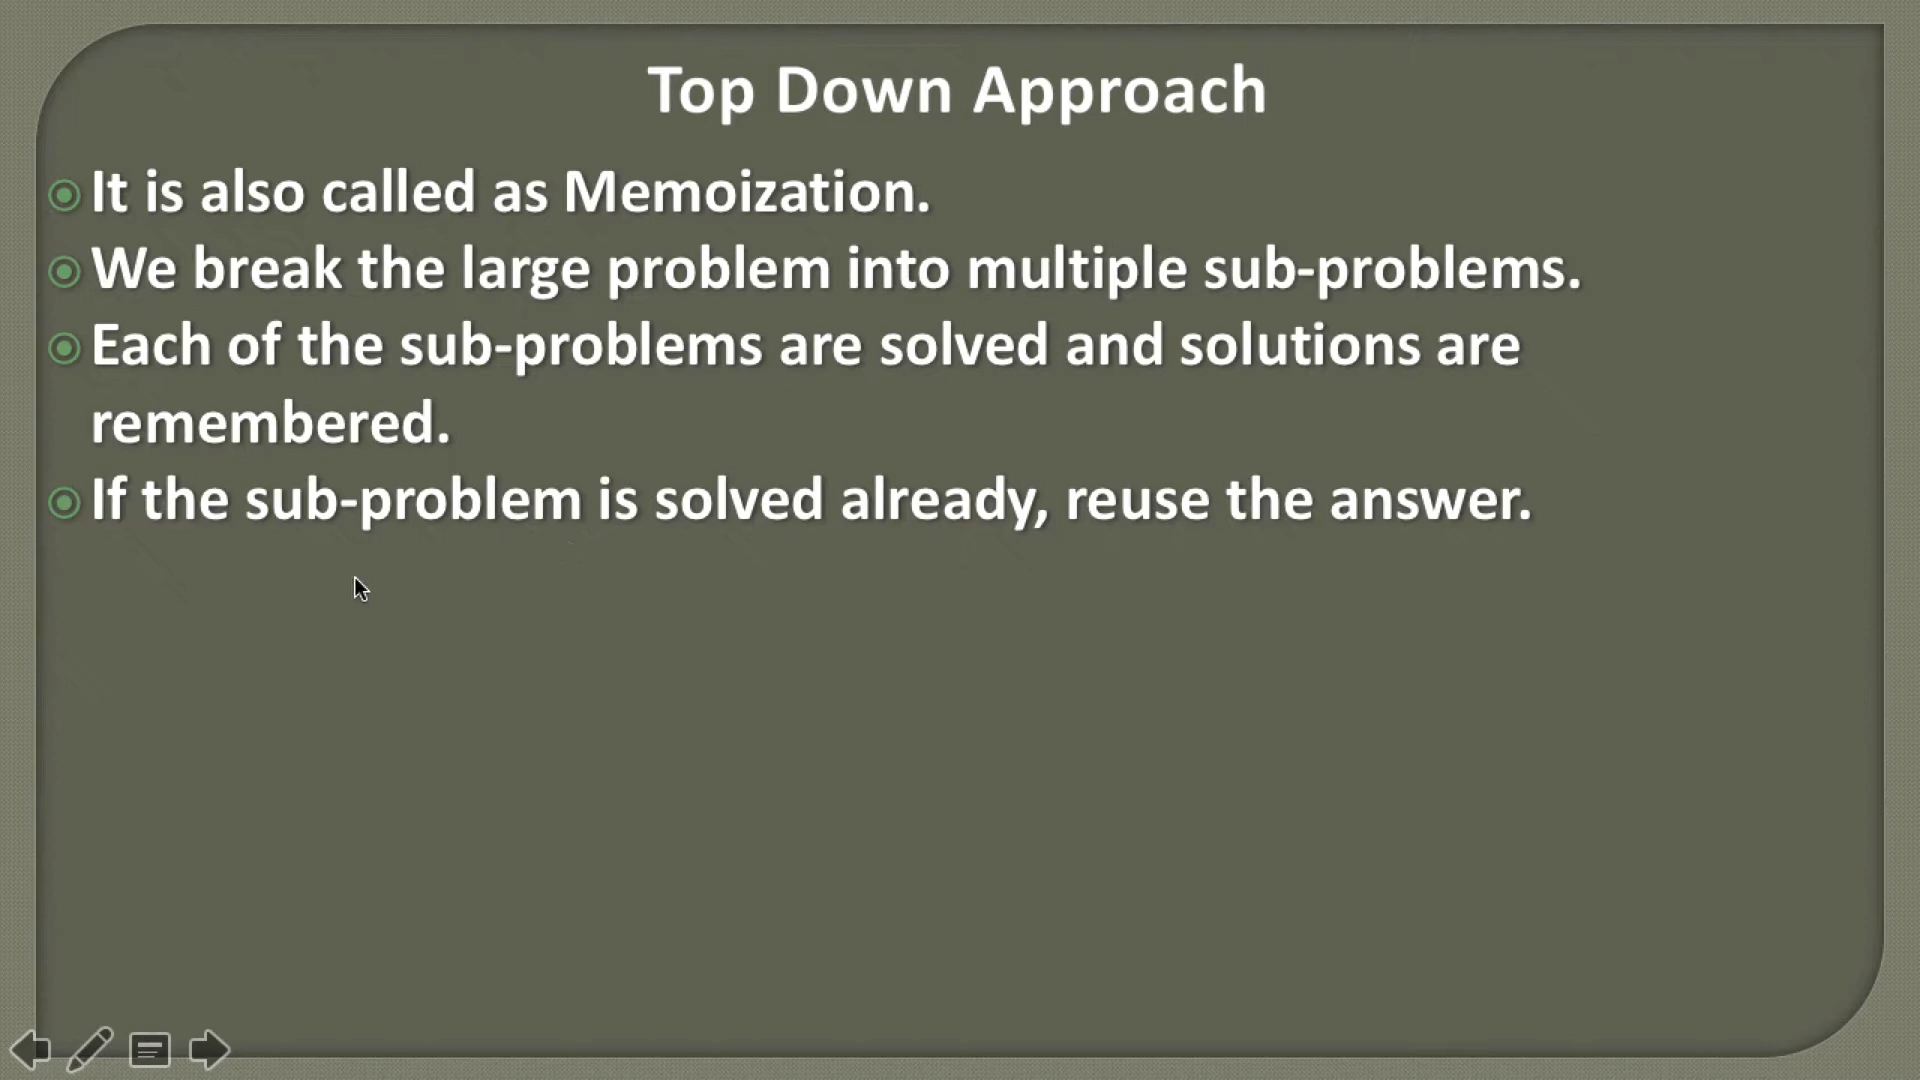 Top Down Approach
It is also called as Memoization.
We break the large problem into multiple sub-problems.
Each of the sub-problems are solved and solutions are
remembered.
If the sub-problem is solved already, reuse the answer.